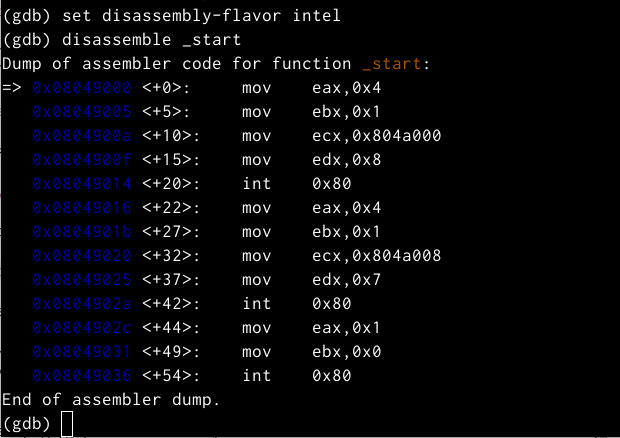 (gdb) set disassembly-flavor intel
(gdb) disassemble _start
Dump of assembler code for function _start:
=> 0x08049000 <+0>:     mov    eax,0x4
   0x08049005 <+5>:     mov    ebx,0x1
   0x0804900a <+10>:    mov    ecx,0x804a000
   0x0804900f <+15>:    mov    edx,0x8
   0x08049014 <+20>:    int    0x80
   0x08049016 <+22>:    mov    eax,0x4
   0x0804901b <+27>:    mov    ebx,0x1
   0x08049020 <+32>:    mov    ecx,0x804a008
   0x08049025 <+37>:    mov    edx,0x7
   0x0804902a <+42>:    int    0x80
   0x0804902c <+44>:    mov    eax,0x1
   0x08049031 <+49>:    mov    ebx,0x0
   0x08049036 <+54>:    int    0x80
End of assembler dump.
(gdb)